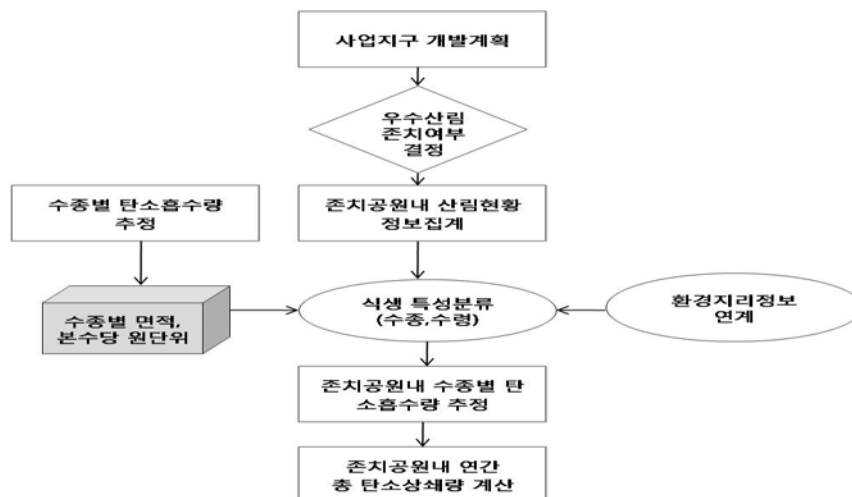 사업지구 개발계획
우수산림
존치여부
결정
수종별 탄소흡수량
추정
존치공원내 산림현황
정보집계
수종별 면적,
본수당 원단위
식생 특성분류
(수종,수령)
환경지리정보
연계
존치공원내 수종별 탄
소흡수량 추정
존치공원내 연간
총 탄소상쇄량 계산